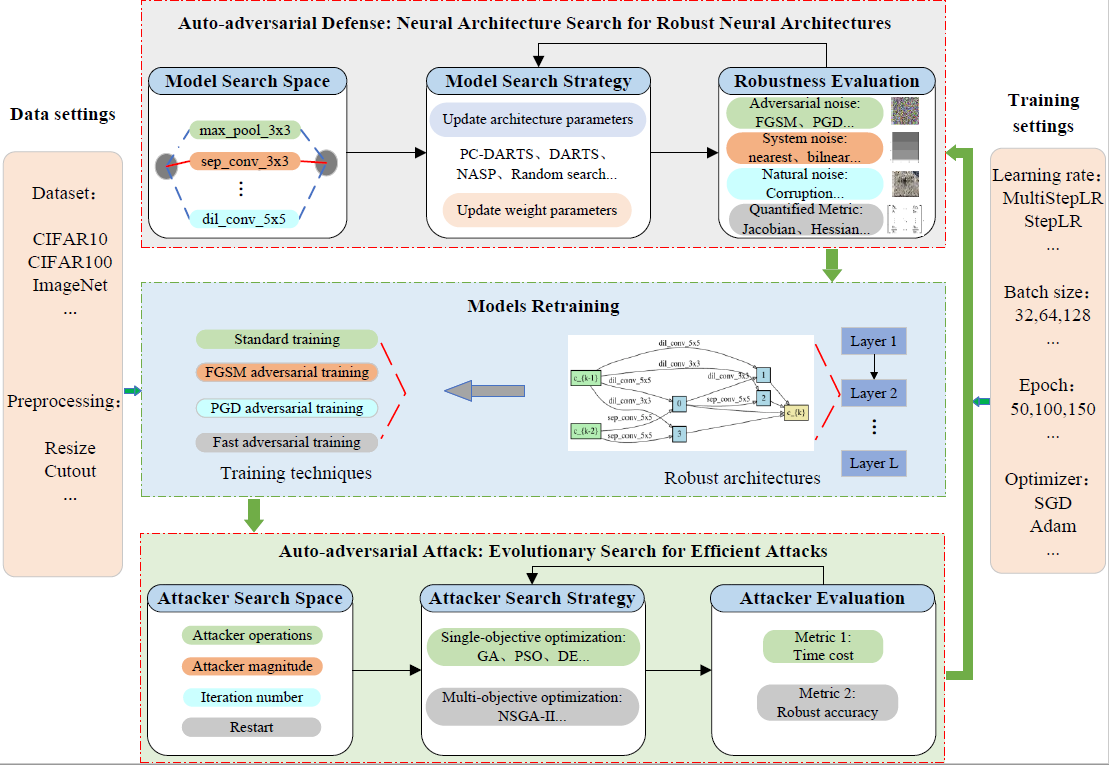 Auto-adversarial Defense: Neural Architecture Search for Robust Neural Architectures
Data settings
Dataset：
CIFAR10
CIFAR100
ImageNet
...
Preprocessing：
Resize
Cutout
...
Model Search Space
max_pool_3x3
sep_conv_3x3
⋮
dil_conv_5x5
Model Search Strategy
Update architecture parameters
PC-DARTS、DARTS、
NASP、Random search...
Update weight parameters
Robustness Evaluation
Adversarial noise:
FGSM、PGD...
System noise:
nearest、bilnear...
Natural noise:
Corruption...
Quantified Metric:
Jacobian、Hessian...
Training
settings
Learning rate：
MultiStepLR
StepLR
...
Batch size：
32,64,128
...
Epoch：
50,100,150
...
Optimizer：
SGD
Adam
...
Models Retraining
Standard training
FGSM adversarial training
PGD adversarial training
Fast adversarial training
Training techniques
dil_conv_5x5
dil_conv_3x3
c_{k-1}
dil_conv_5x5
dil_conv_3x3
1
dil_conv_3x3
0
sep_conv_5x5
2
c_{k}
sep_conv_5x5
c_{k-2}
sep_conv_5x5
3
Robust architectures
Layer 1
Layer 2
⋮
Layer L
Auto-adversarial Attack: Evolutionary Search for Efficient Attacks
Attacker Search Space
Attacker operations
Attacker magnitude
Iteration number
Restart
Attacker Search Strategy
Single-objective optimization:
GA、PSO、DE...
Multi-objective optimization:
NSGA-II...
Attacker Evaluation
Metric 1:
Time cost
Metric 2:
Robust accuracy